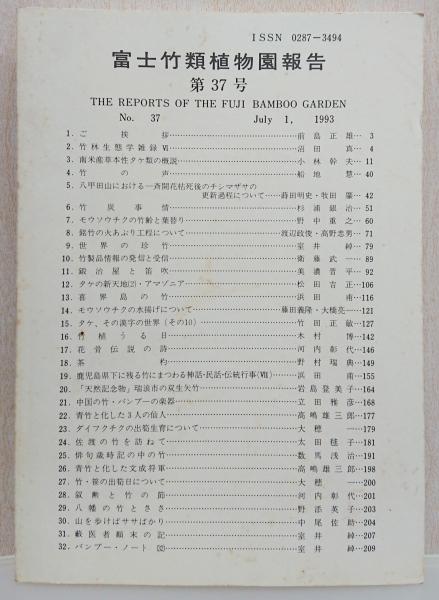 ISSN 0287-3494
富士竹類植物園報告
第37号
THE REPORTS OF THE FUJI BAMBOO GARDEN
No. 37 July 1, 1993
1. ご挨拶……前島正雄… 3
2. 竹林生態学雑録 Ⅵ……沼田真… 4
3. 南米産草本性タケ類の概説……小林幹夫… 11
4. 竹の声……船地慧… 40
5. 八甲田山における一斉開花枯死後のチシマザサの
更新過程について……蒔田明史・牧田肇… 42
6. 竹炭事情……杉浦銀治… 51
7. モウソウチクの竹齢と葉替り……野中重之… 60
8. 銘竹の火あぶり工程について……渡辺政俊・高野志男… 71
9. 世界の珍竹……室井綽… 79
10. 竹製品情報の発信と受信……衛藤武一… 89
11. 鍛冶屋と笛吹……美濃晋平… 92
12. タケの新天地(2)・アマゾニア……松田吉正…106
13. 喜界島の竹……浜田甫…116
14. モウソウチクの水揚げについて……藤田義隆・大橋亮一…121
15. タケ、その漢字の世界(その10)……竹田正敏…127
16. 竹植うる日……木村博…142
17. 花骨伝説の詩……河内彰代…146
18. 茶杓……野村瑞典…149
19. 鹿児島県下に残る竹にまつわる神話・民話・伝統行事(Ⅶ)……浜田甫…155
20. 「天然記念物」瑞浪市の双生矢竹……岩島登美子…164
21. 中国の竹・バンブーの楽器……立田雅彦…168
22. 青竹と化した3人の仙人……高嶋雄三郎…177
23. ダイフクチクの出筍生育について……大穂一…179
24. 佐渡の竹を訪ねて……太田毬子…181
25. 俳句歳時記の中の竹……数馬浅治…191
26. 青竹と化した文成将軍……高嶋雄三郎…198
27. 竹・笹の出筍日について……大穂一…200
28. 叙勲と竹の節……河内彰代…201
29. 八幡の竹とささ……野添英子…203
30. 山を歩けばササばかり……中尾佐助…204
31. 藪医者顛末の記……室井綽…207
32. バンブー・ノート (2)……室井綽…209